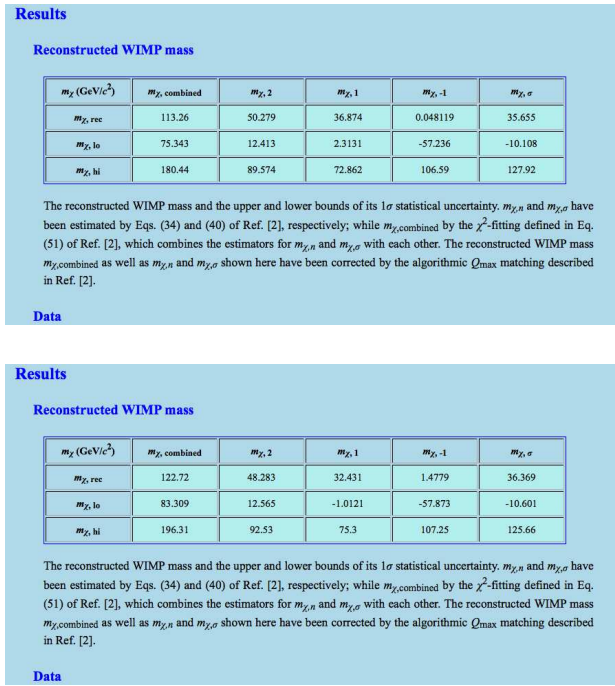 Results
Reconstructed WIMP mass
mχ (GeV/c²) mχ, combined mχ, 2 mχ, 1 mχ, -1 mχ, σ
mχ, rec 113.26 50.279 36.874 0.048119 35.655
mχ, lo 75.343 12.413 2.3131 -57.236 -10.108
mχ, hi 180.44 89.574 72.862 106.59 127.92
The reconstructed WIMP mass and the upper and lower bounds of its 1σ statistical uncertainty. mχ,n and mχ,σ have
been estimated by Eqs. (34) and (40) of Ref. [2], respectively; while mχ,combined by the χ²-fitting defined in Eq.
(51) of Ref. [2], which combines the estimators for mχ,n and mχ,σ with each other. The reconstructed WIMP mass
mχ,combined as well as mχ,n and mχ,σ shown here have been corrected by the algorithmic Qmax matching described
in Ref. [2].
Data
Results
Reconstructed WIMP mass
mχ (GeV/c²) mχ, combined mχ, 2 mχ, 1 mχ, -1 mχ, σ
mχ, rec 122.72 48.283 32.431 1.4779 36.369
mχ, lo 83.309 12.565 -1.0121 -57.873 -10.601
mχ, hi 196.31 92.53 75.3 107.25 125.66
The reconstructed WIMP mass and the upper and lower bounds of its 1σ statistical uncertainty. mχ,n and mχ,σ have
been estimated by Eqs. (34) and (40) of Ref. [2], respectively; while mχ,combined by the χ²-fitting defined in Eq.
(51) of Ref. [2], which combines the estimators for mχ,n and mχ,σ with each other. The reconstructed WIMP mass
mχ,combined as well as mχ,n and mχ,σ shown here have been corrected by the algorithmic Qmax matching described
in Ref. [2].
Data